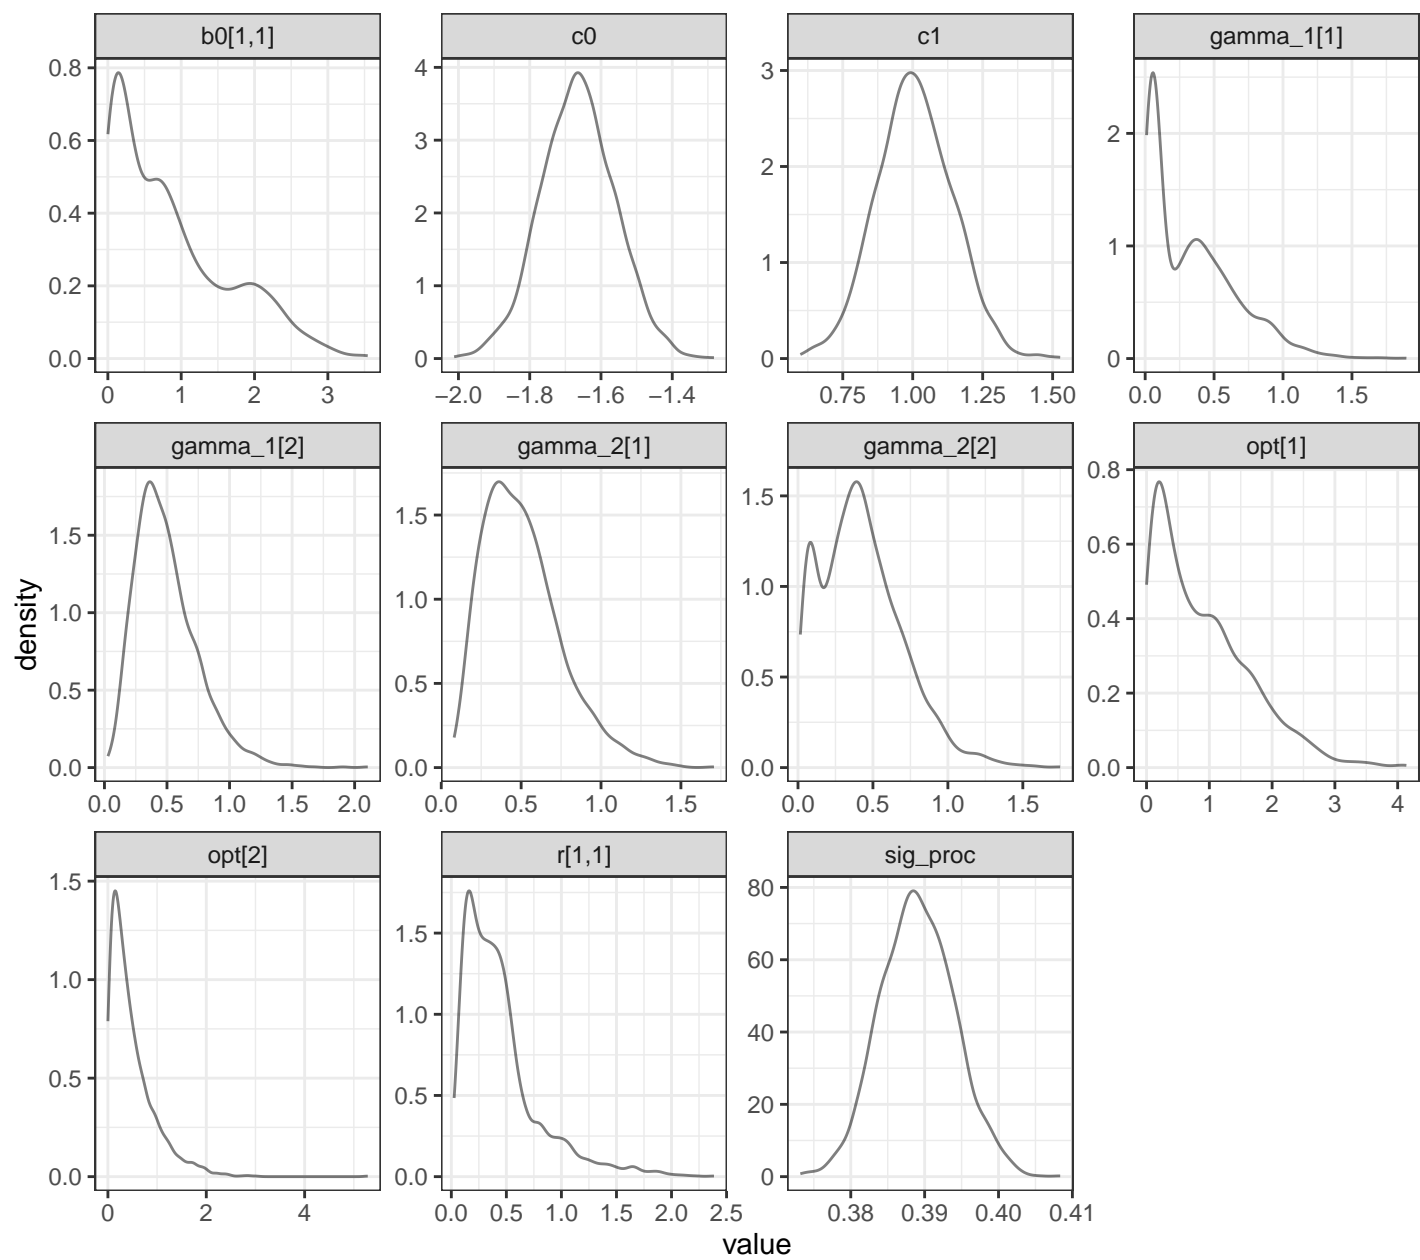 b0[1,1] c0 c1 gamma_1[1]
0.8 4 3
0.6 3 2
0.4 2 2
0.2 1 1 1
0.0 0 0 0
0 1 2 3 −2.0 −1.8 −1.6 −1.4 0.75 1.00 1.25 1.50 0.0 0.5 1.0 1.5
gamma_1[2] gamma_2[1] gamma_2[2] opt[1]
1.5 1.5 1.5 0.8
0.6
1.0 1.0 1.0 0.4
0.5 0.5 0.5 0.2
0.0 0.0 0.0 0.0
0.0 0.5 1.0 1.5 2.0 0.0 0.5 1.0 1.5 0.0 0.5 1.0 1.5 0 1 2 3 4
density
opt[2] r[1,1] sig_proc
1.5 1.5 80
1.0 1.0 60
40
0.5 0.5 20
0.0 0.0 0
0 2 4 0.0 0.5 1.0 1.5 2.0 2.5 0.38 0.39 0.40 0.41
value